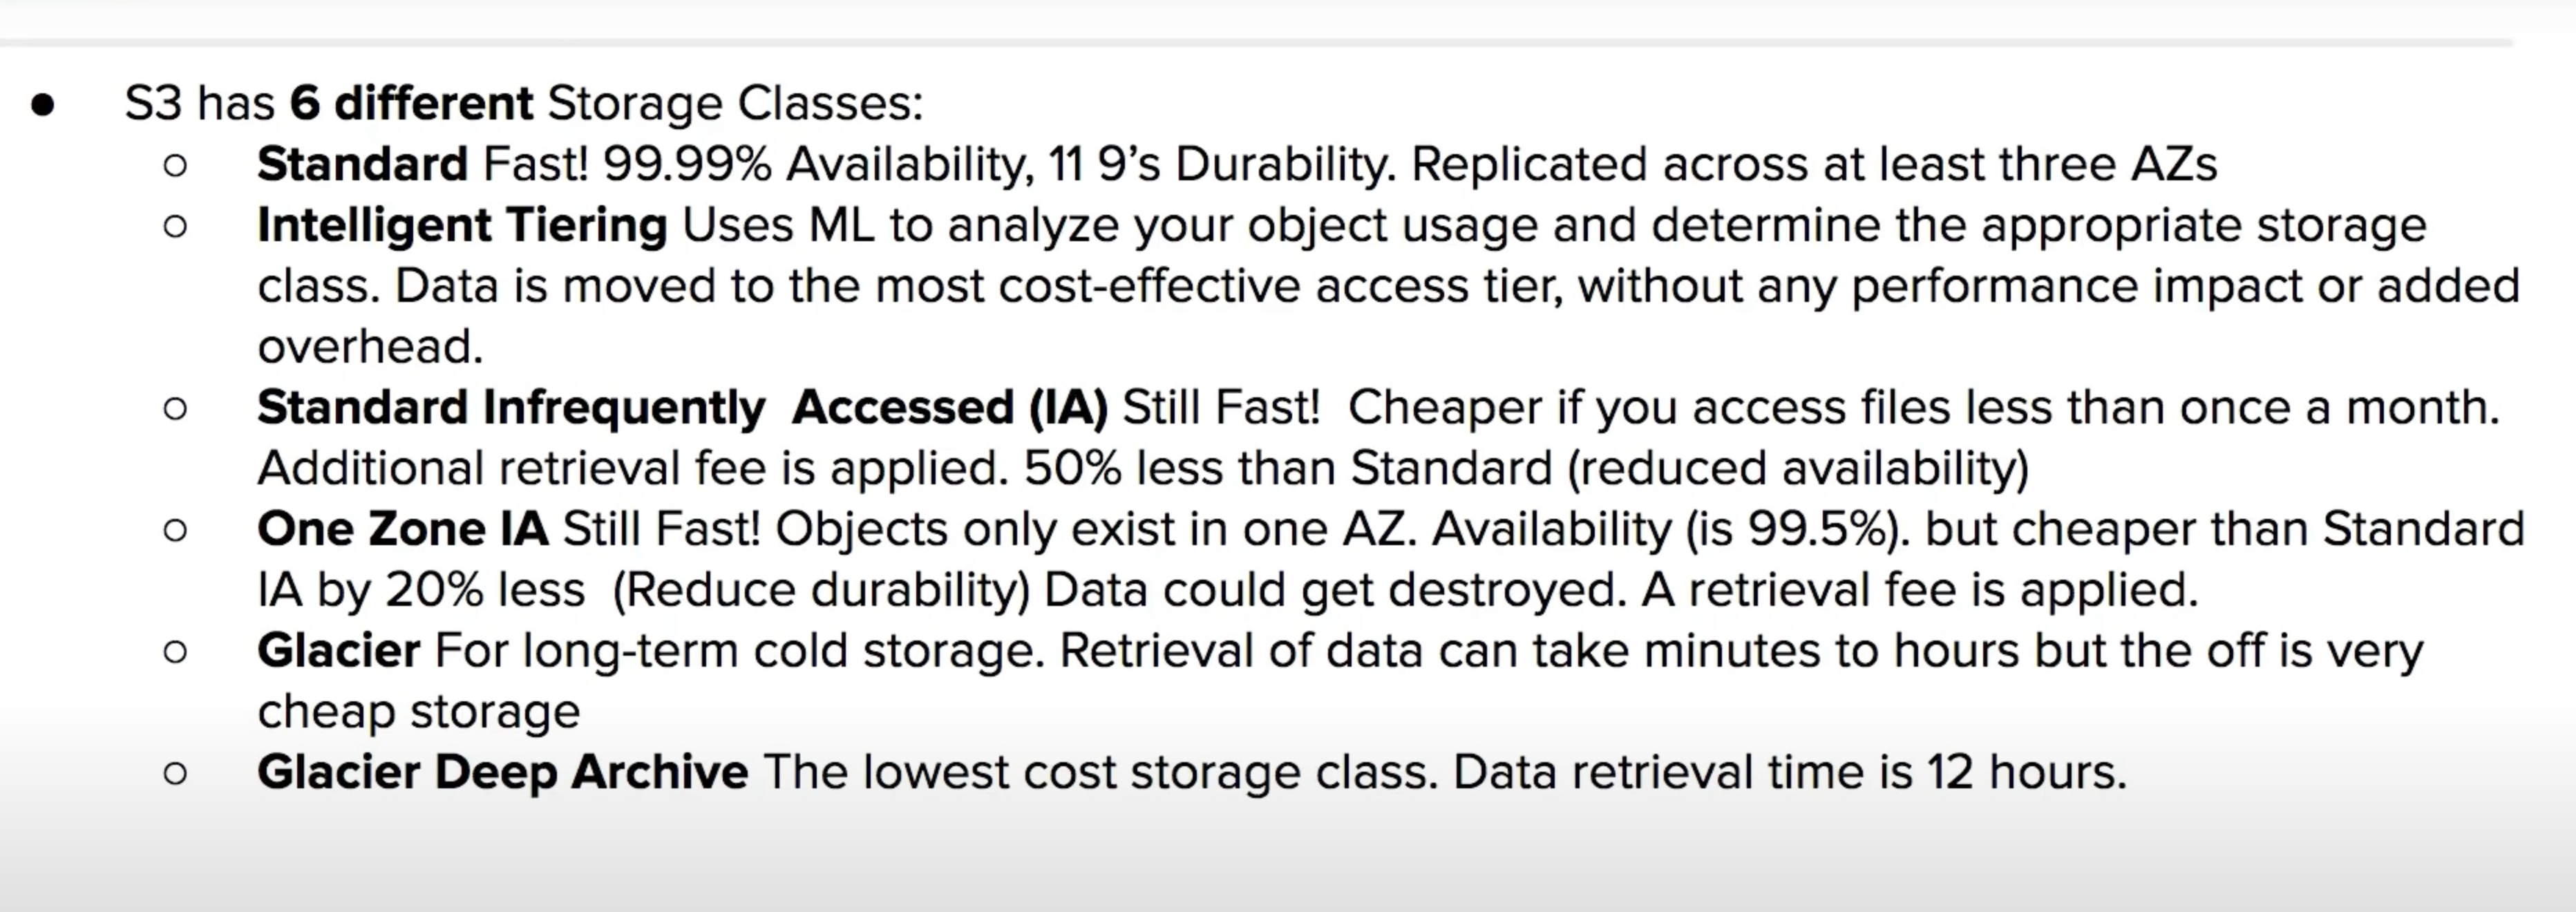 ● S3 has 6 different Storage Classes:
○ Standard Fast! 99.99% Availability, 11 9’s Durability. Replicated across at least three AZs
○ Intelligent Tiering Uses ML to analyze your object usage and determine the appropriate storage
class. Data is moved to the most cost-effective access tier, without any performance impact or added
overhead.
○ Standard Infrequently Accessed (IA) Still Fast! Cheaper if you access files less than once a month.
Additional retrieval fee is applied. 50% less than Standard (reduced availability)
○ One Zone IA Still Fast! Objects only exist in one AZ. Availability (is 99.5%). but cheaper than Standard
IA by 20% less (Reduce durability) Data could get destroyed. A retrieval fee is applied.
○ Glacier For long-term cold storage. Retrieval of data can take minutes to hours but the off is very
cheap storage
○ Glacier Deep Archive The lowest cost storage class. Data retrieval time is 12 hours.